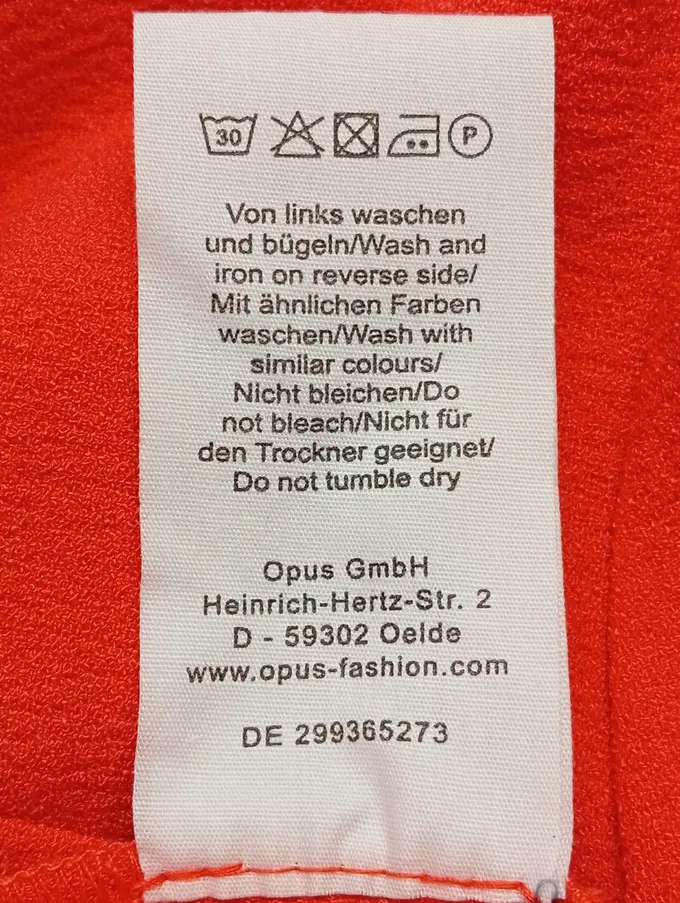 30 P
Von links waschen
und bügeln/Wash and
iron on reverse side/
Mit ähnlichen Farben
waschen/Wash with
similar colours/
Nicht bleichen/Do
not bleach/Nicht für
den Trockner geeignet/
Do not tumble dry
Opus GmbH
Heinrich-Hertz-Str. 2
D - 59302 Oelde
www.opus-fashion.com
DE 299365273